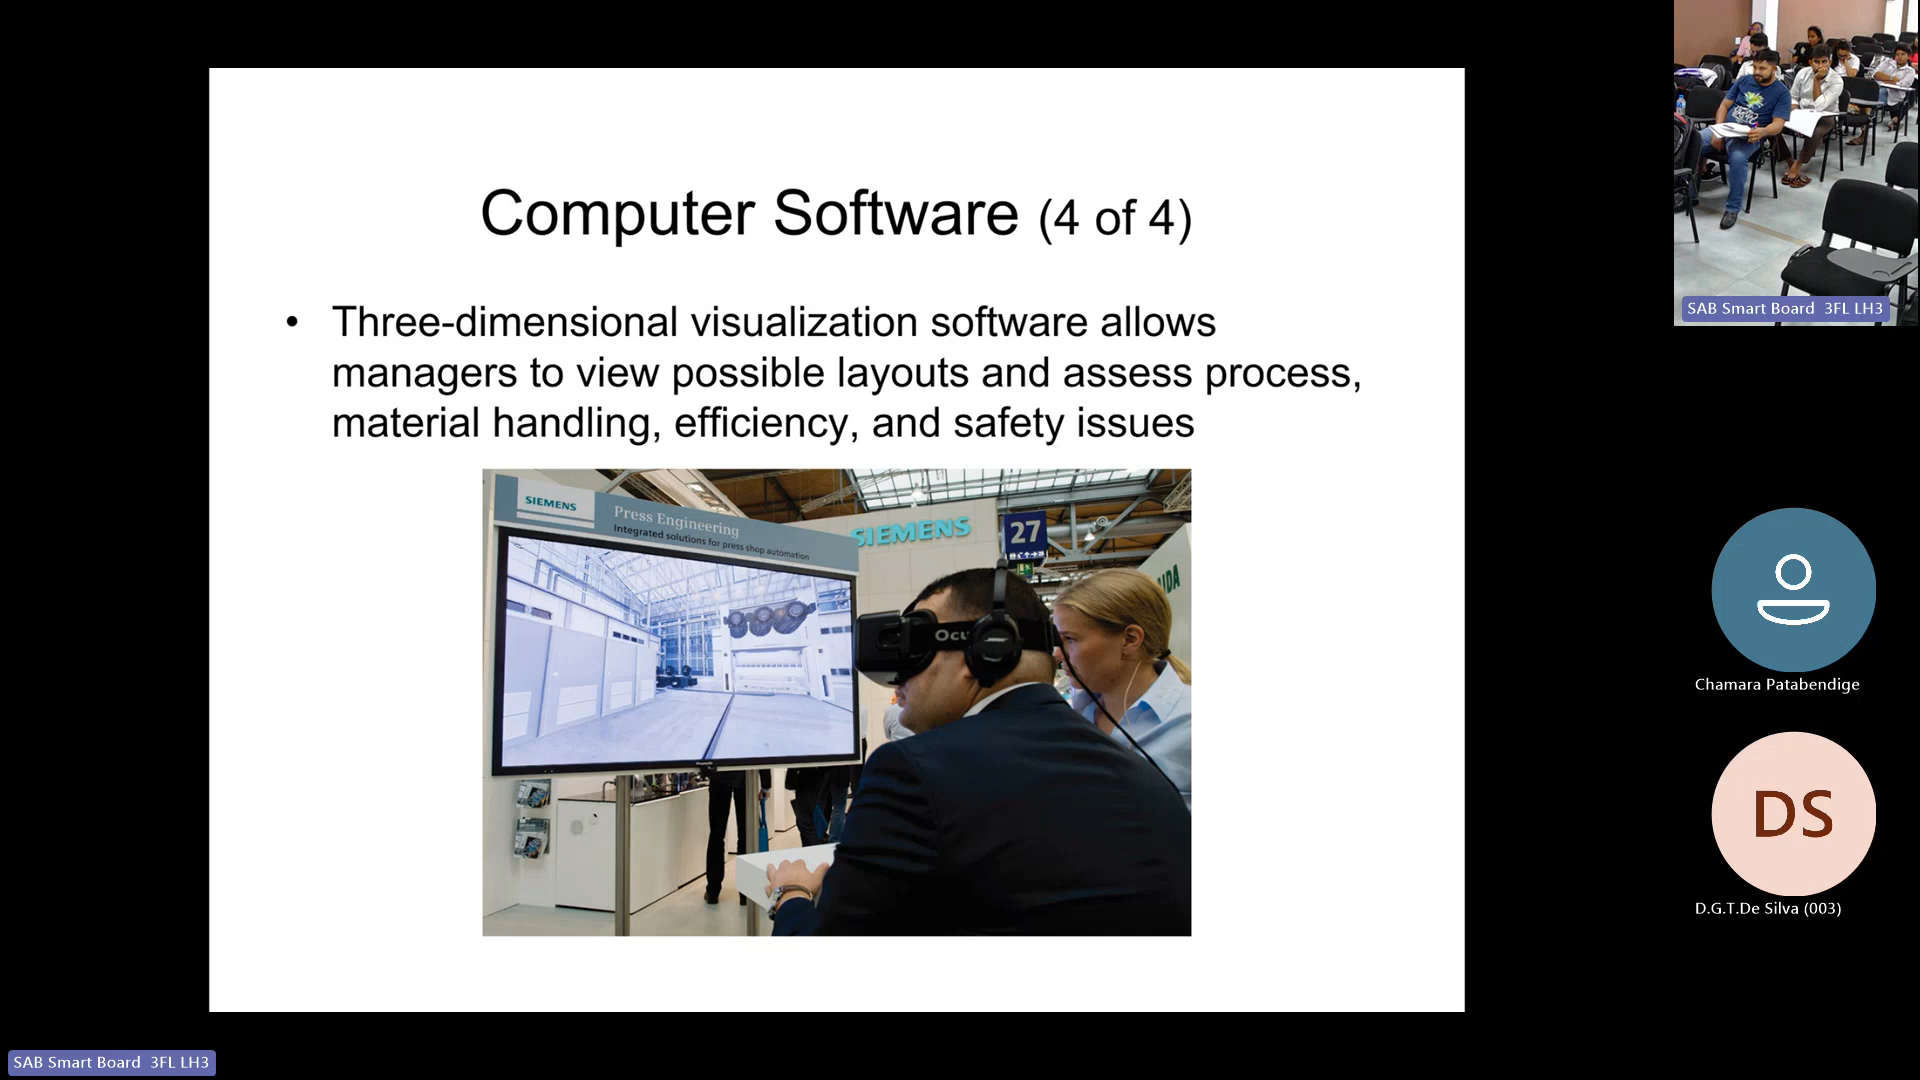 Computer Software (4 of 4)
• Three-dimensional visualization software allows
managers to view possible layouts and assess process,
material handling, efficiency, and safety issues
SIEMENS
Press Engineering
Integrated solutions for press shop automation
SIEMENS
27
Ocu
IDA
SAB Smart Board 3FL LH3
Chamara Patabendige
DS
D.G.T.De Silva (003)
SAB Smart Board 3FL LH3